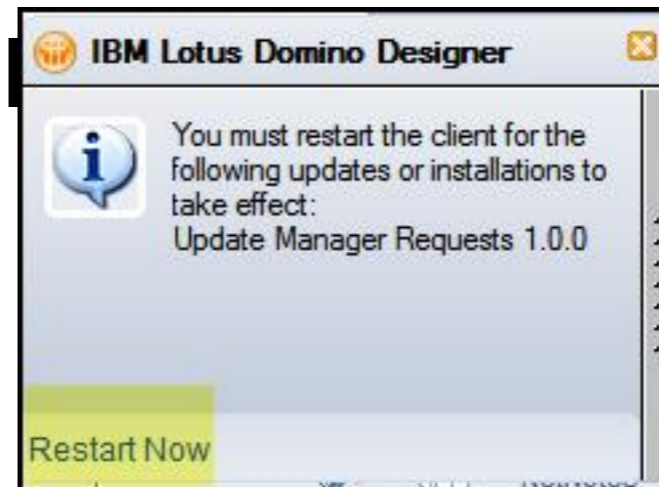 IBM Lotus Domino Designer
You must restart the client for the
following updates or installations to
take effect:
Update Manager Requests 1.0.0
Restart Now